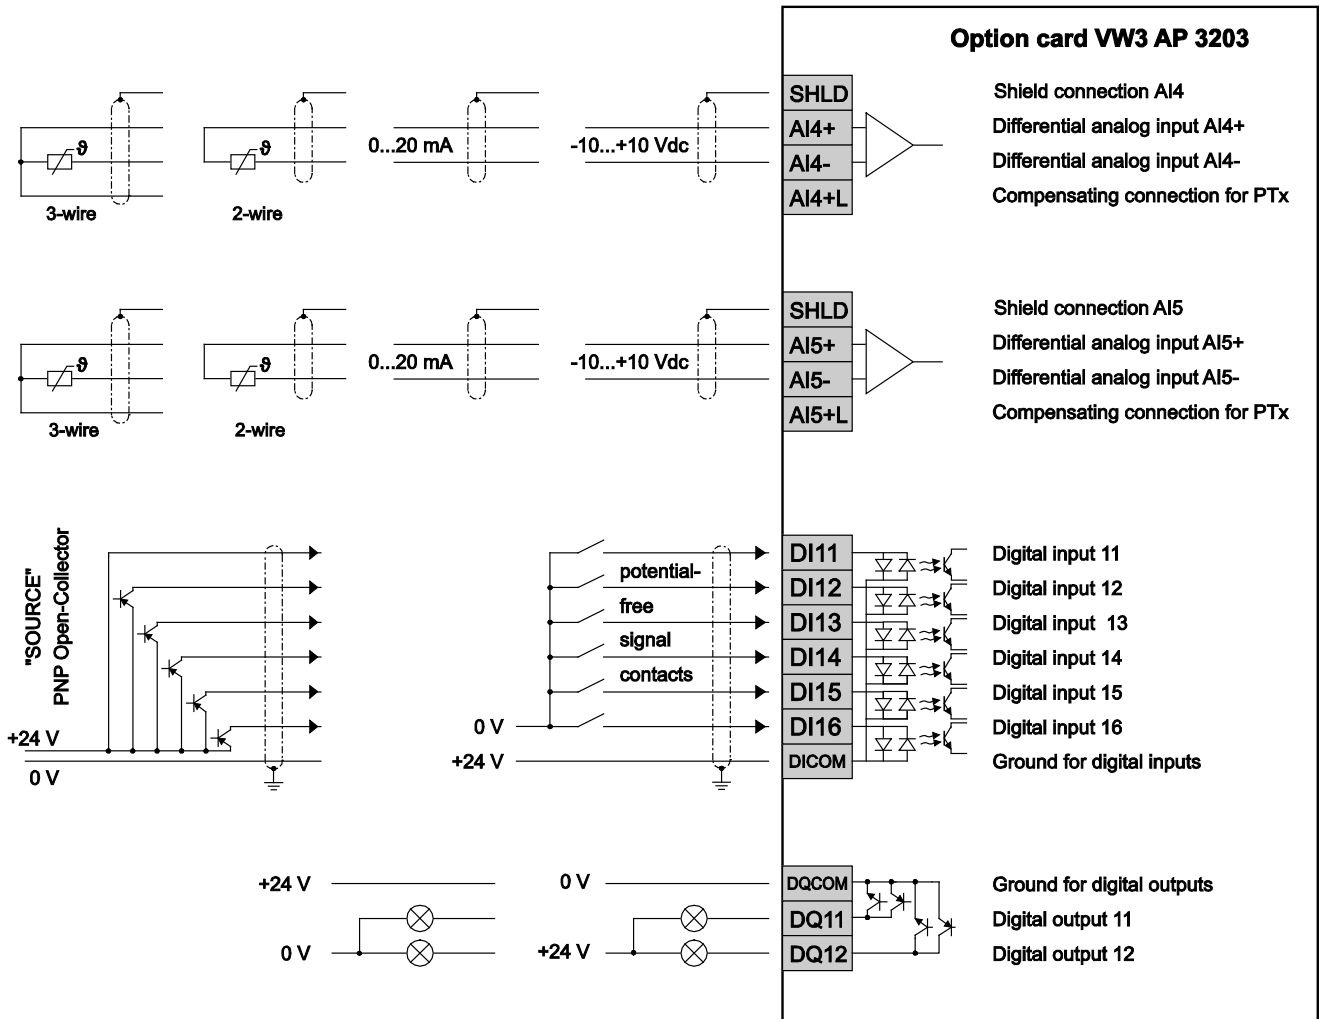 Option card VW3 AP 3203
SHLD Shield connection AI4
AI4+ Differential analog input AI4+
AI4- Differential analog input AI4-
AI4+L Compensating connection for PTx
ϑ ϑ 0...20 mA -10...+10 Vdc
3-wire 2-wire
SHLD Shield connection AI5
AI5+ Differential analog input AI5+
AI5- Differential analog input AI5-
AI5+L Compensating connection for PTx
ϑ ϑ 0...20 mA -10...+10 Vdc
3-wire 2-wire
"SOURCE"
PNP Open-Collector
+24 V
0 V
potential-
free
signal
contacts
0 V
+24 V
DI11 Digital input 11
DI12 Digital input 12
DI13 Digital input 13
DI14 Digital input 14
DI15 Digital input 15
DI16 Digital input 16
DICOM Ground for digital inputs
+24 V 0 V DQCOM Ground for digital outputs
DQ11 Digital output 11
0 V +24 V DQ12 Digital output 12